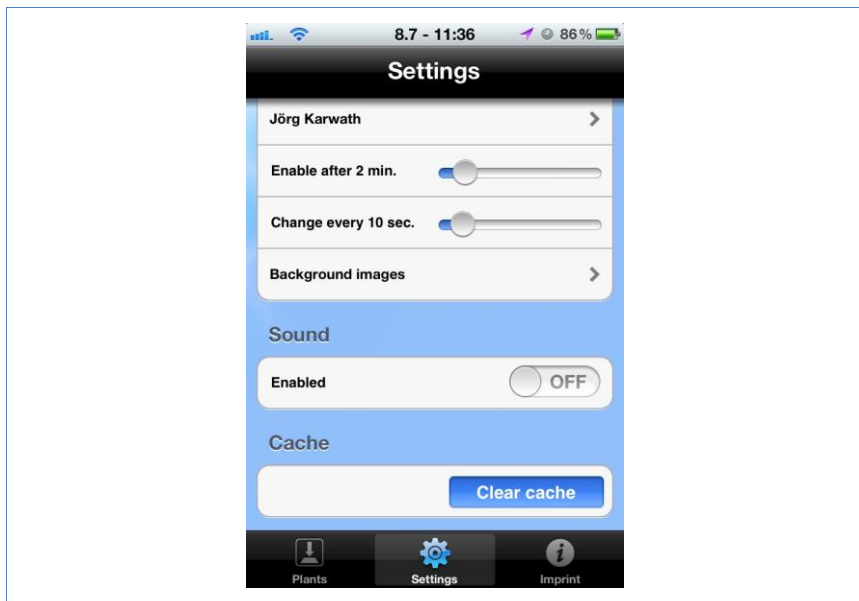 8.7 - 11:36 86%
Settings
Jörg Karwath
Enable after 2 min.
Change every 10 sec.
Background images
Sound
Enabled OFF
Cache
Clear cache
Plants Settings Imprint